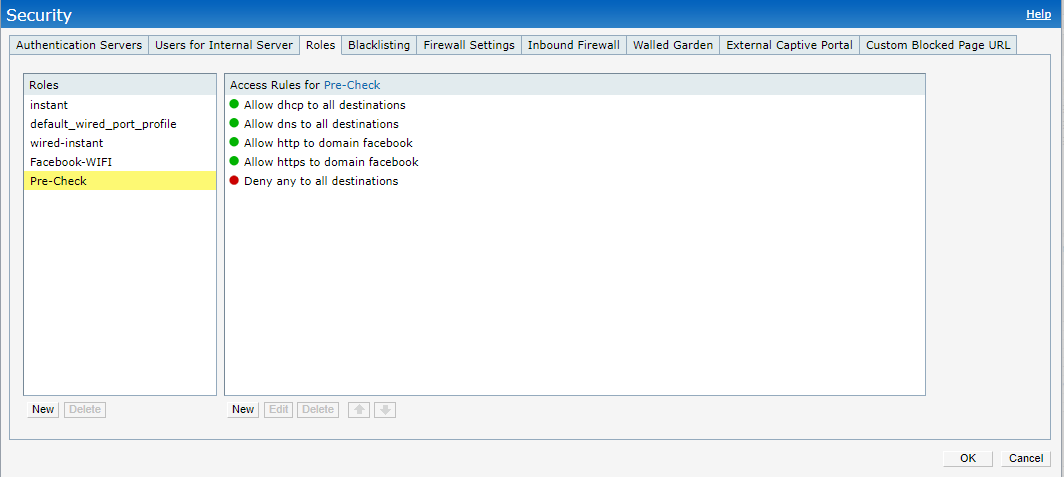 Security
Help
Authentication Servers
Users for Internal Server
Roles
Blacklisting
Firewall Settings
Inbound Firewall
Walled Garden
External Captive Portal
Custom Blocked Page URL
Roles
instant
default_wired_port_profile
wired-instant
Facebook-WIFI
Pre-Check
New
Delete
Access Rules for Pre-Check
Allow dhcp to all destinations
Allow dns to all destinations
Allow http to domain facebook
Allow https to domain facebook
Deny any to all destinations
New
Edit
Delete
OK
Cancel